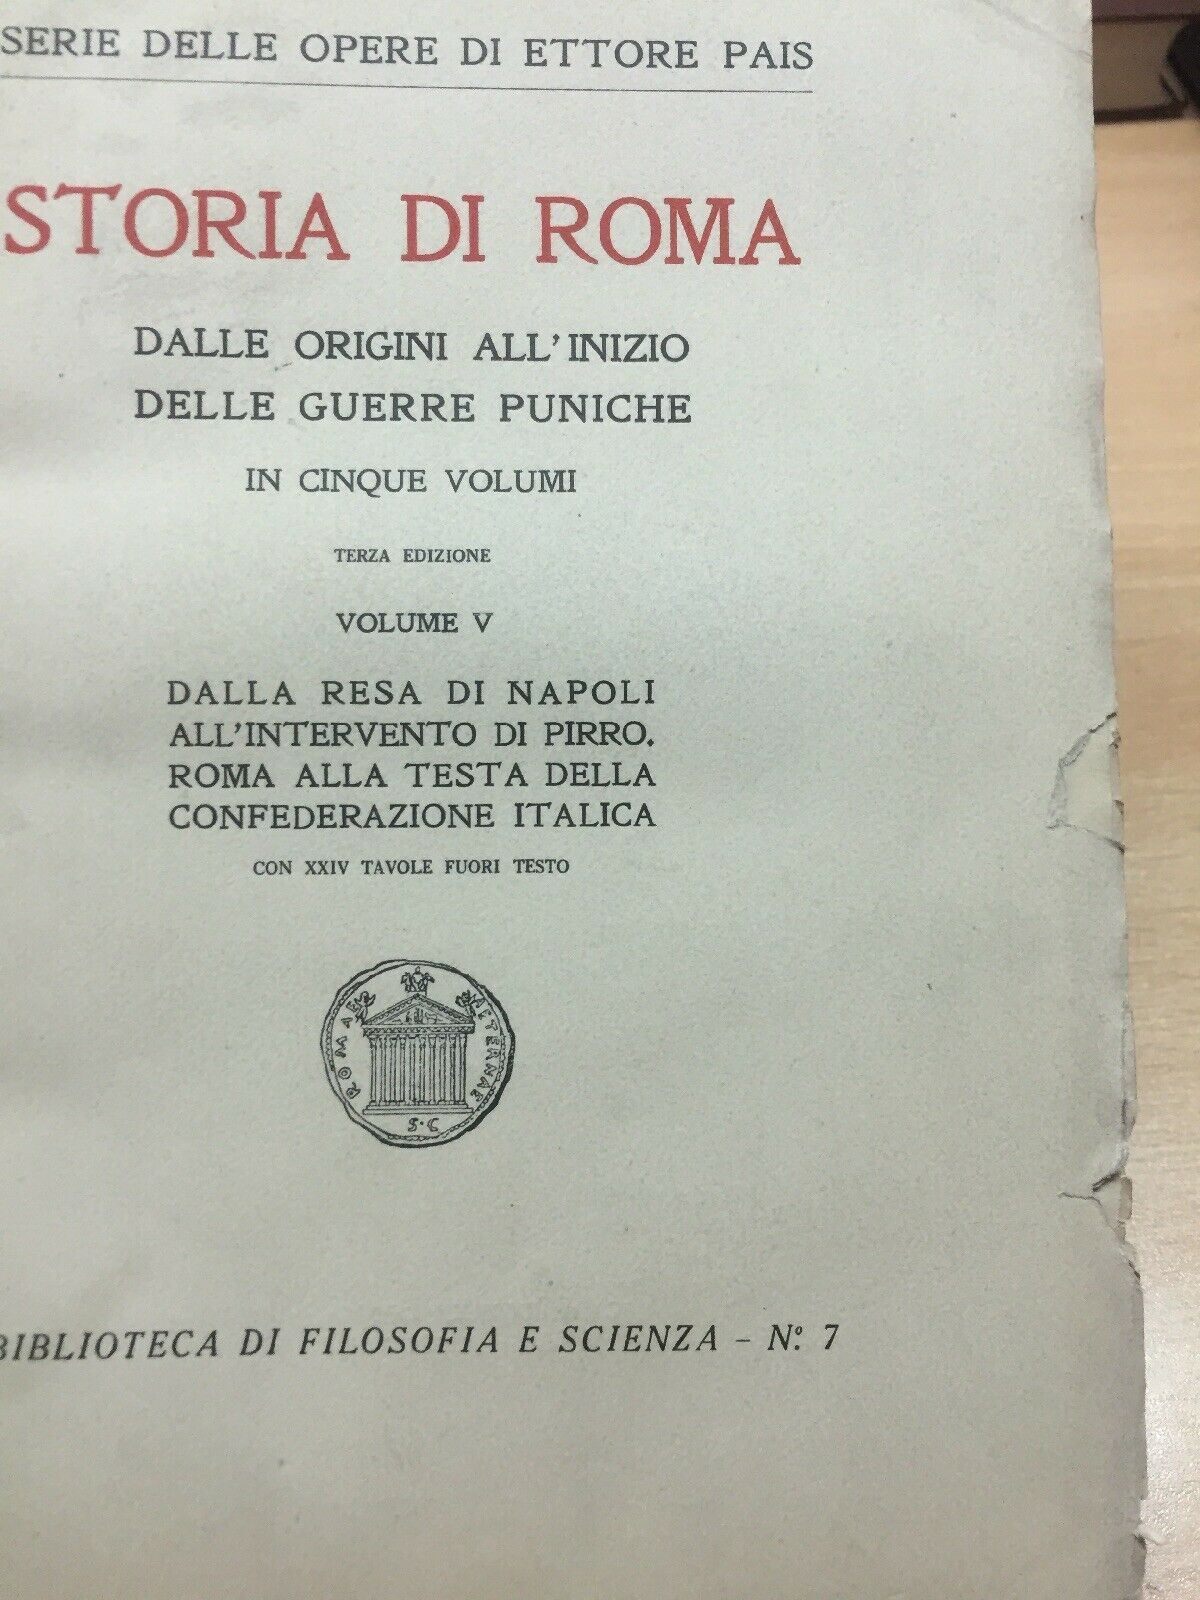 SERIE DELLE OPERE DI ETTORE PAIS
STORIA DI ROMA
DALLE ORIGINI ALL'INIZIO
DELLE GUERRE PUNICHE
IN CINQUE VOLUMI
TERZA EDIZIONE
VOLUME V
DALLA RESA DI NAPOLI
ALL'INTERVENTO DI PIRRO.
ROMA ALLA TESTA DELLA
CONFEDERAZIONE ITALICA
CON XXIV TAVOLE FUORI TESTO
ROMAE AETERNAE
S·C
BIBLIOTECA DI FILOSOFIA E SCIENZA – Nº 7